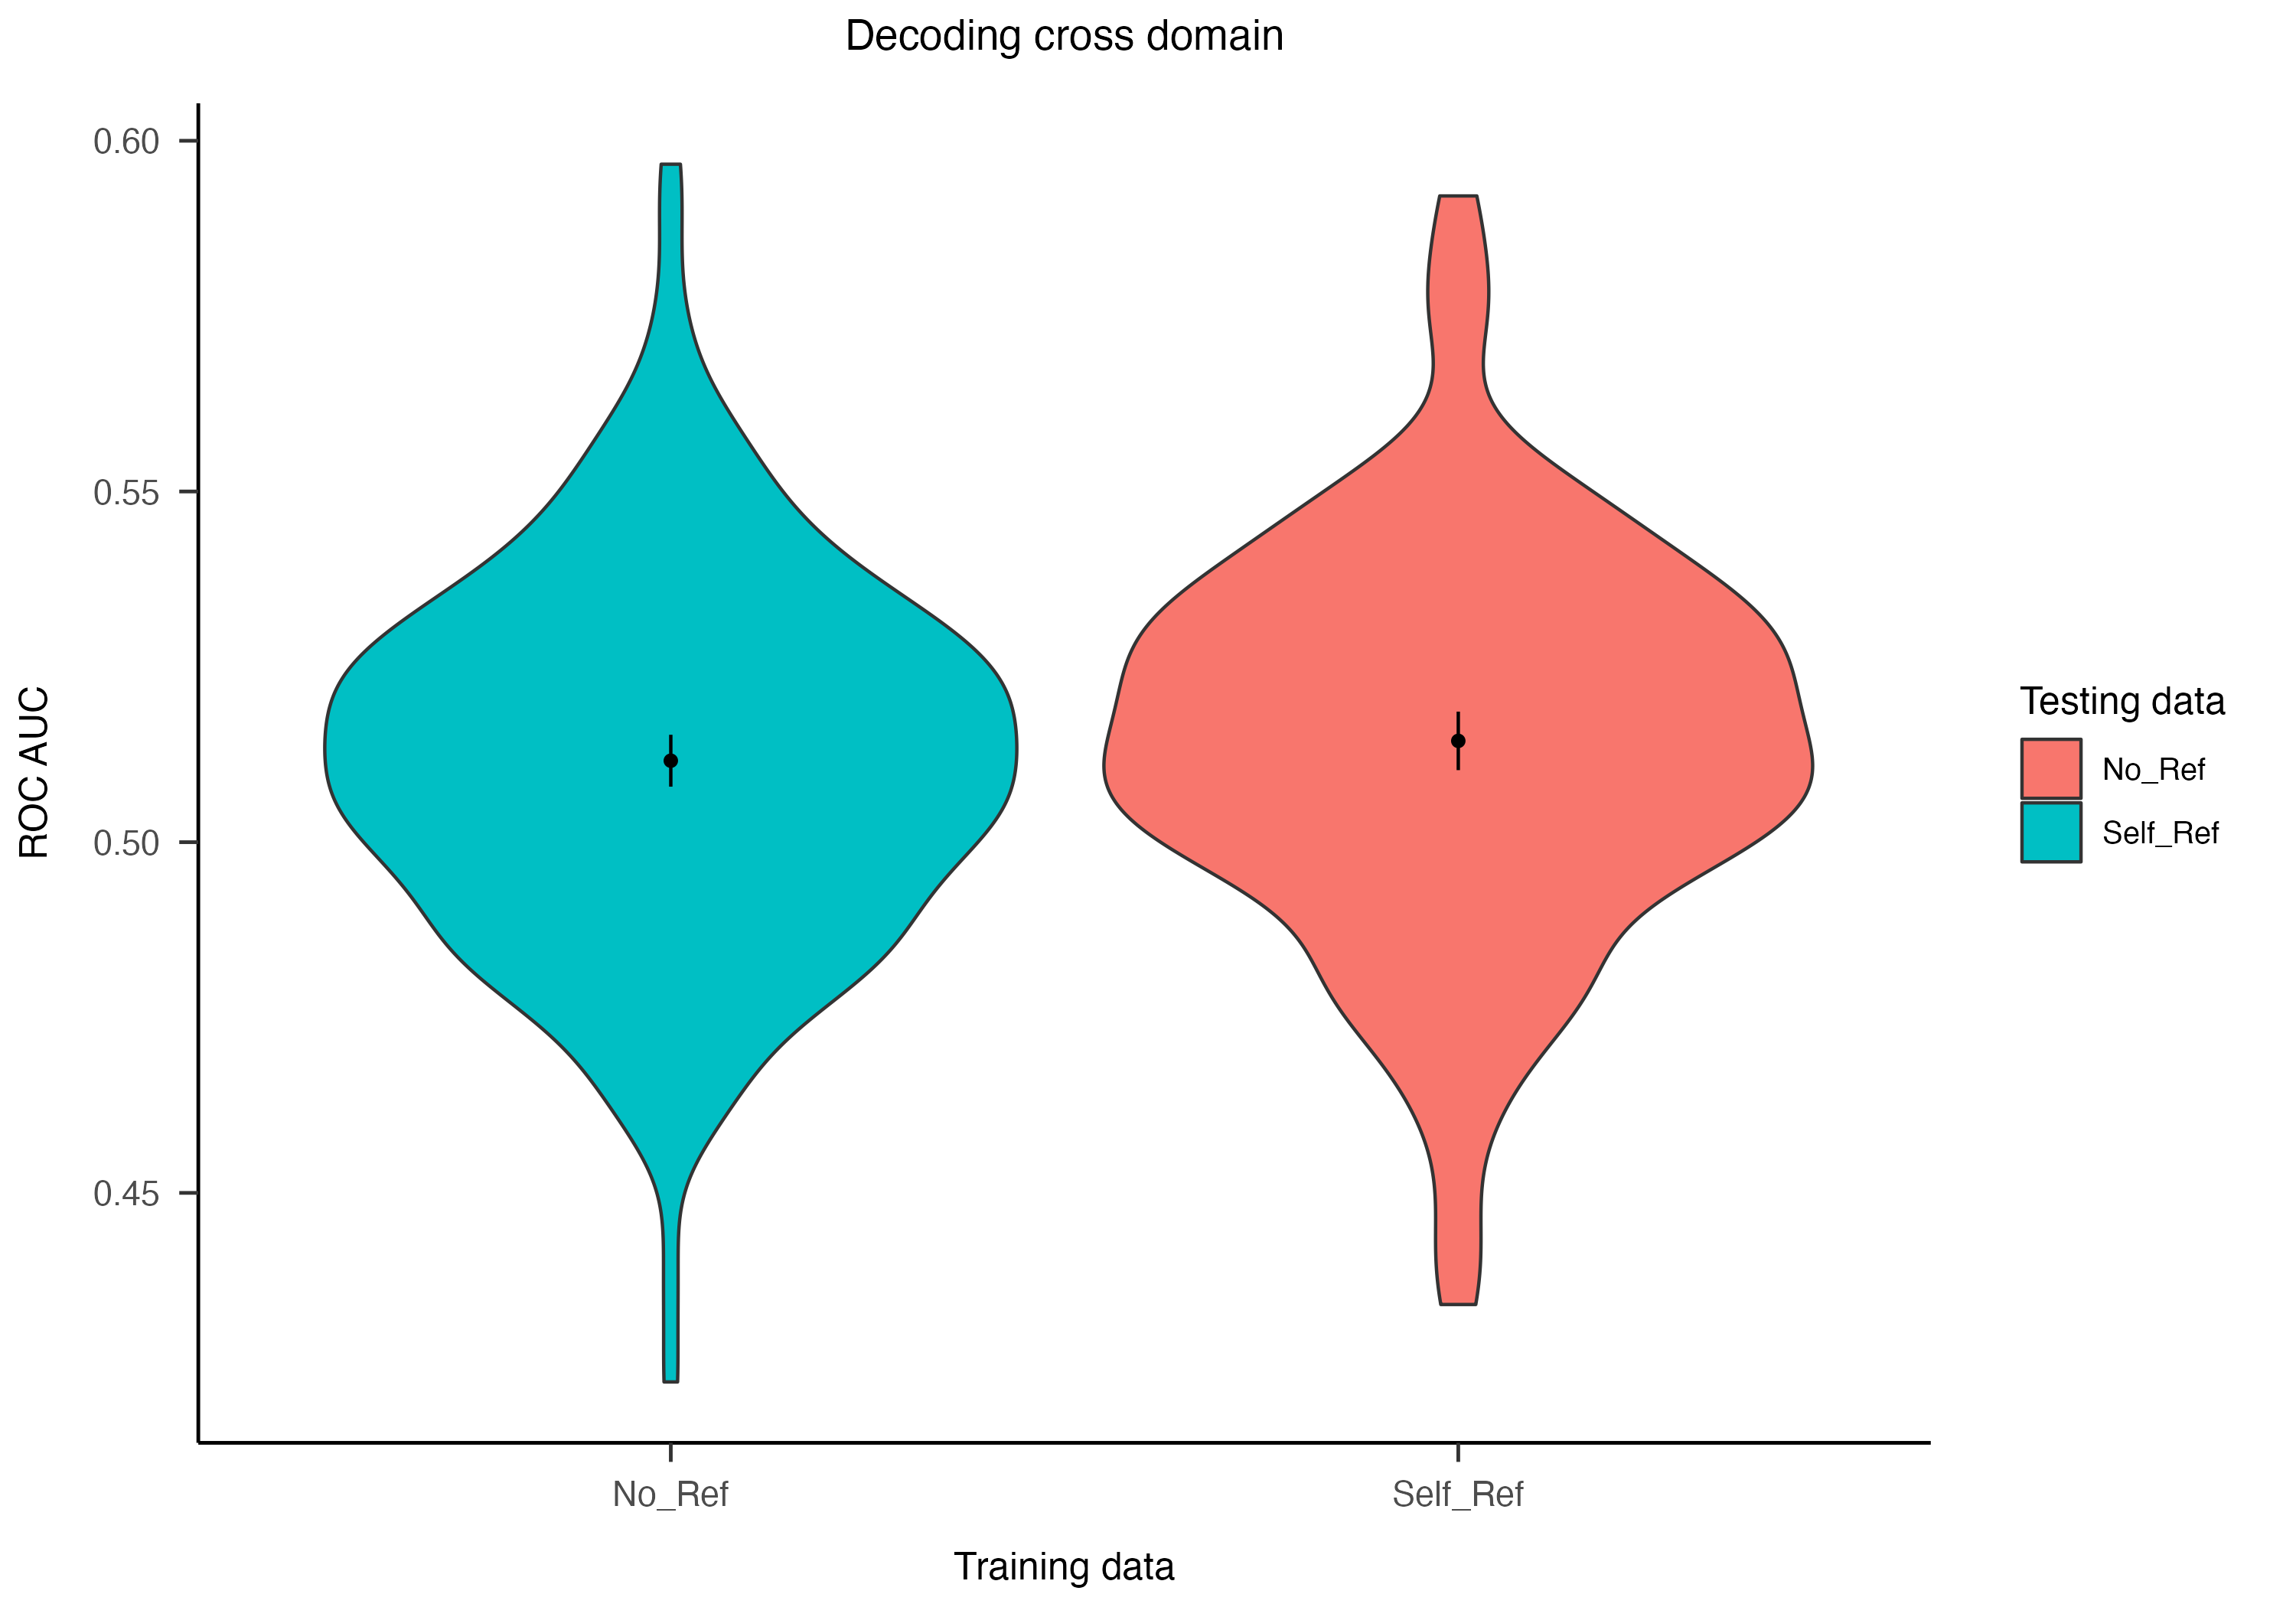 Decoding cross domain
0.60
0.55
0.50
0.45
ROC AUC
No_Ref
Self_Ref
Training data
Testing data
No_Ref
Self_Ref